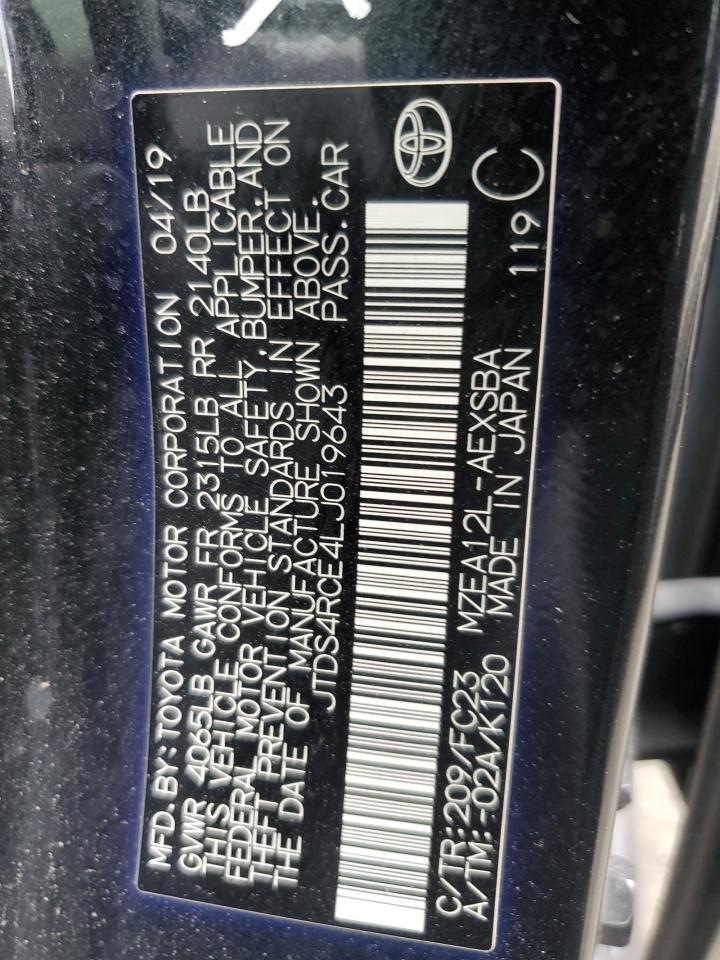 MFD.BY:TOYOTA MOTOR CORPORATION 04/19
GVWR 4065LB GAWR FR 2315LB RR 2140LB
THIS VEHICLE CONFORMS TO ALL APPLICABLE
FEDERAL MOTOR VEHICLE SAFETY,BUMPER,AND
THEFT PREVENTION STANDARDS IN EFFECT ON
THE DATE OF MANUFACTURE SHOWN ABOVE.
JTDS4RCE4LJ019643 PASS.CAR
C/TR:209/FC23 MZEA12L-AEXSBA 119 C
A/TM:-02A/K120 MADE IN JAPAN